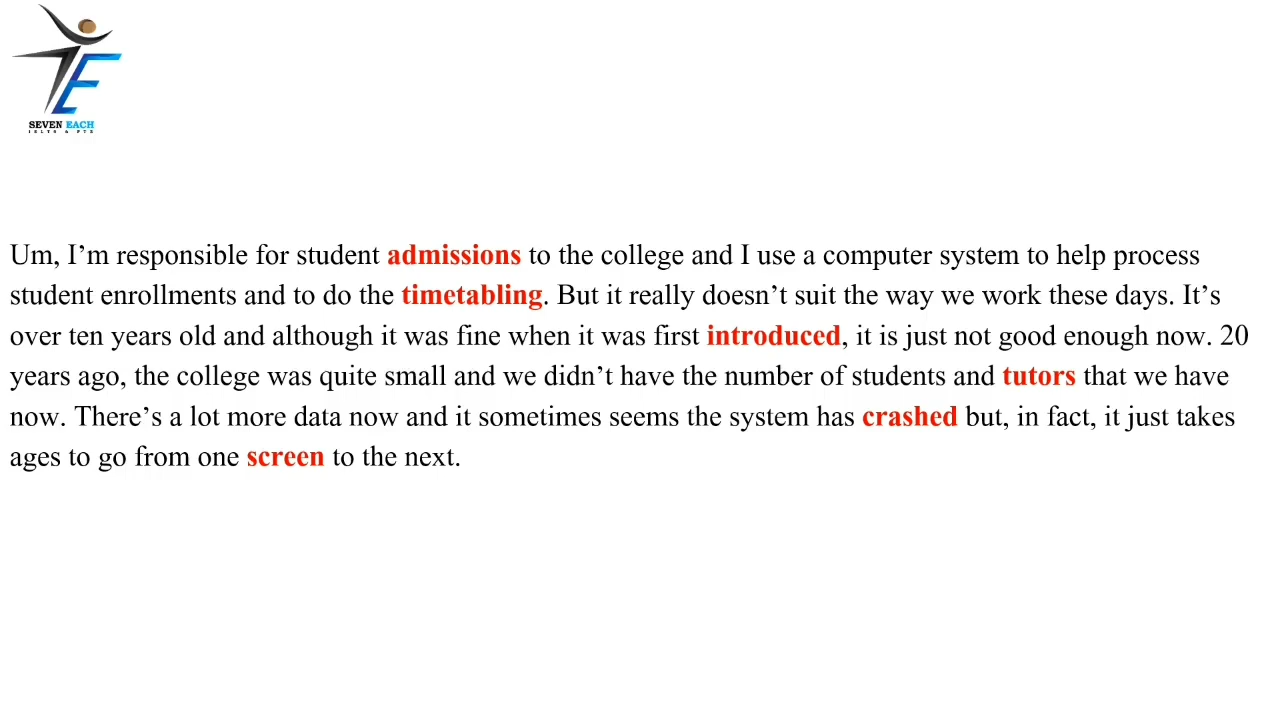 SEVEN EACH
IELTS & PTE
Um, I’m responsible for student admissions to the college and I use a computer system to help process
student enrollments and to do the timetabling. But it really doesn’t suit the way we work these days. It’s
over ten years old and although it was fine when it was first introduced, it is just not good enough now. 20
years ago, the college was quite small and we didn’t have the number of students and tutors that we have
now. There’s a lot more data now and it sometimes seems the system has crashed but, in fact, it just takes
ages to go from one screen to the next.